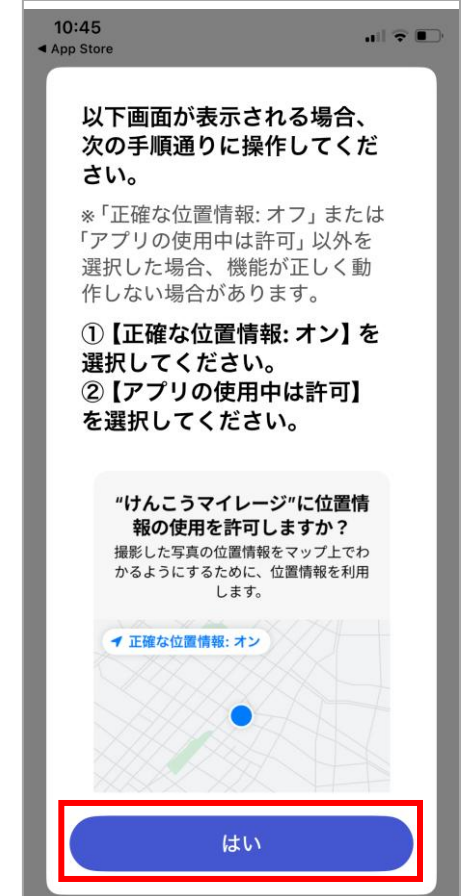 10:45
◀ App Store
以下画面が表示される場合、
次の手順通りに操作してくだ
さい。
※「正確な位置情報: オフ」または
「アプリの使用中は許可」以外を
選択した場合、機能が正しく動
作しない場合があります。
①【正確な位置情報: オン】を
選択してください。
②【アプリの使用中は許可】
を選択してください。
“けんこうマイレージ”に位置情
報の使用を許可しますか？
撮影した写真の位置情報をマップ上でわ
かるようにするために、位置情報を利用
します。
正確な位置情報: オン
はい